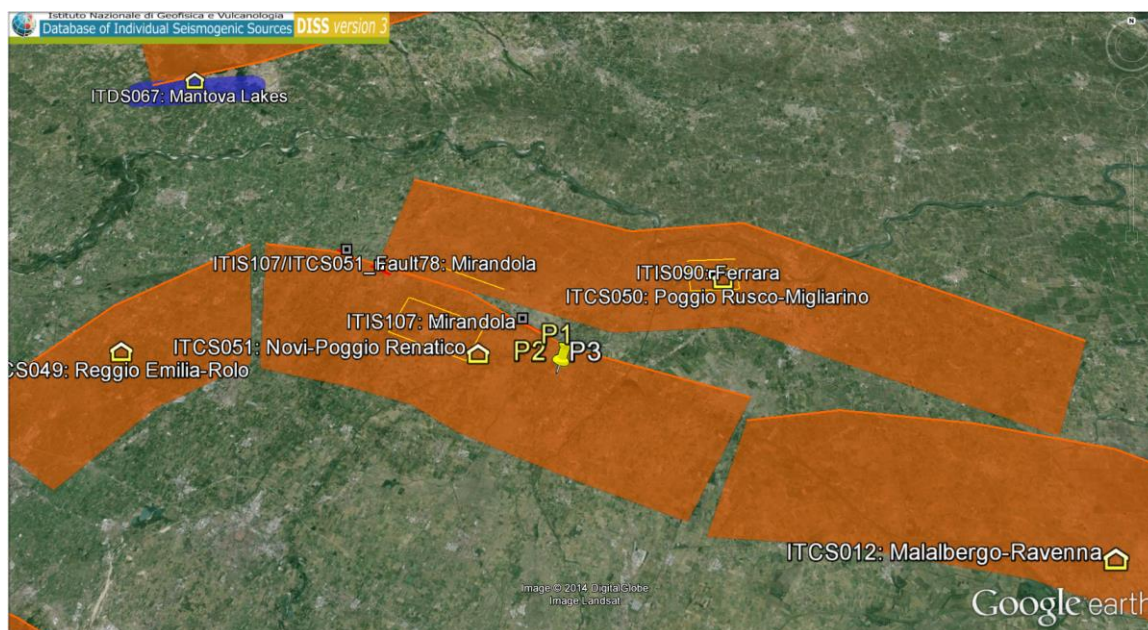 Istituto Nazionale di Geofisica e Vulcanologia
Database of Individual Seismogenic Sources DISS version 3
N
ITDS067: Mantova Lakes
ITIS107/ITCS051_Fault78: Mirandola
ITIS090: Ferrara
ITCS050: Poggio Rusco-Migliarino
ITIS107: Mirandola
P1
ITCS051: Novi-Poggio Renatico
P2
P3
CS049: Reggio Emilia-Rolo
ITCS012: Malalbergo-Ravenna
Image © 2014 DigitalGlobe
Image Landsat
Google earth